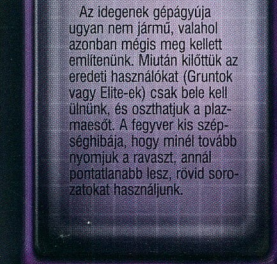 Az idegenek gépágyúja
ugyan nem jármű, valahol
azonban mégis meg kellett
említenünk. Miután kilőttük az
eredeti használókat (Gruntok
vagy Elite-ek) csak bele kell
ülnünk, és oszthatjuk a plaz-
maesőt. A fegyver kis szép-
séghibája, hogy minél tovább
nyomjuk a ravaszt, annál
pontatlanabb lesz, rövid soro-
zatokat használjunk.